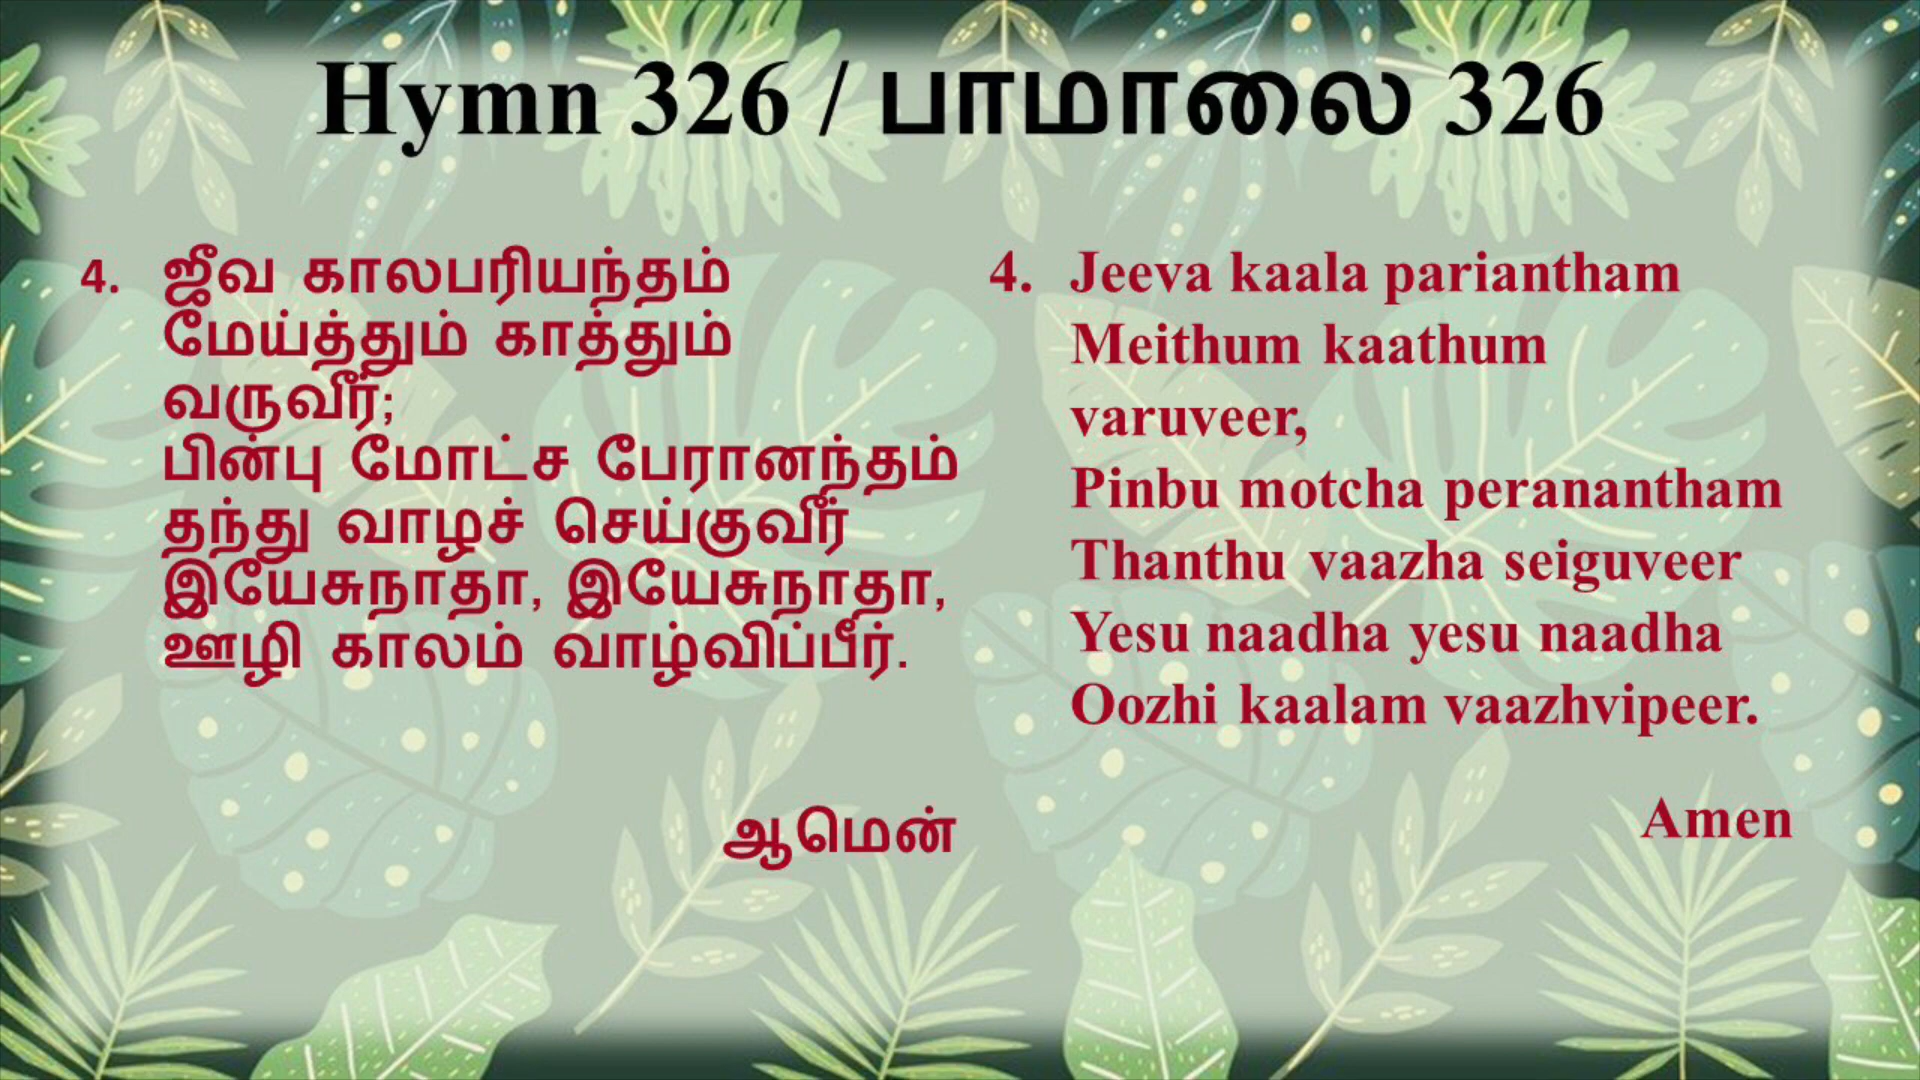 Hymn 326 / பாமாலை 326
4. ஜீவ காலபரியந்தம்
மேய்த்தும் காத்தும்
வருவீர்;
பின்பு மோட்ச பேரானந்தம்
தந்து வாழச் செய்குவீர்
இயேசுநாதா, இயேசுநாதா,
ஊழி காலம் வாழ்விப்பீர்.
ஆமென்
4. Jeeva kaala pariantham
Meithum kaathum
varuveer,
Pinbu motcha peranantham
Thanthu vaazha seiguveer
Yesu naadha yesu naadha
Oozhi kaalam vaazhvipeer.
Amen